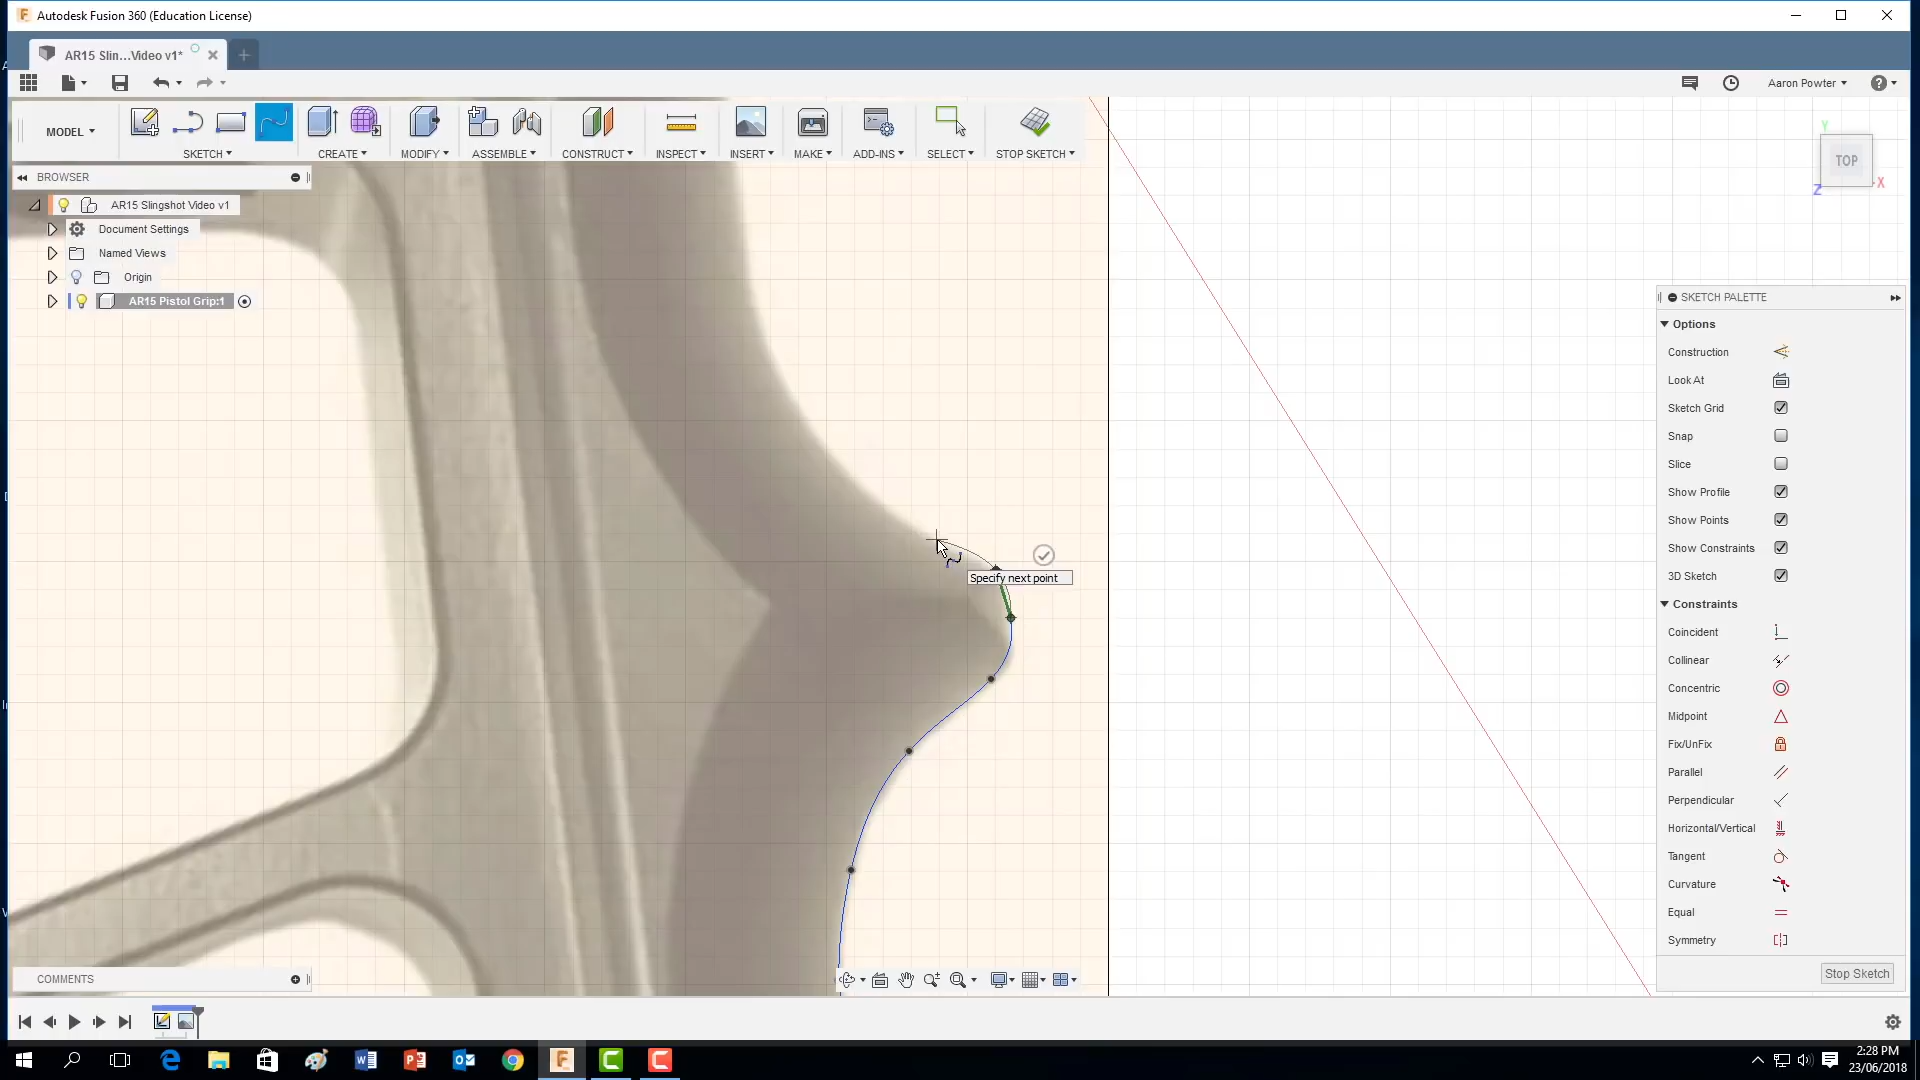 Autodesk Fusion 360 (Education License)
AR15 Slin...Video v1*
Aaron Powter
MODEL
SKETCH
CREATE
MODIFY
ASSEMBLE
CONSTRUCT
INSPECT
INSERT
MAKE
ADD-INS
SELECT
STOP SKETCH
BROWSER
AR15 Slingshot Video v1
Document Settings
Named Views
Origin
AR15 Pistol Grip:1
Y
TOP
Z
X
Specify next point
SKETCH PALETTE
Options
Construction
Look At
Sketch Grid
Snap
Slice
Show Profile
Show Points
Show Constraints
3D Sketch
Constraints
Coincident
Collinear
Concentric
Midpoint
Fix/UnFix
Parallel
Perpendicular
Horizontal/Vertical
Tangent
Curvature
Equal
Symmetry
Stop Sketch
COMMENTS
2:28 PM
23/06/2018